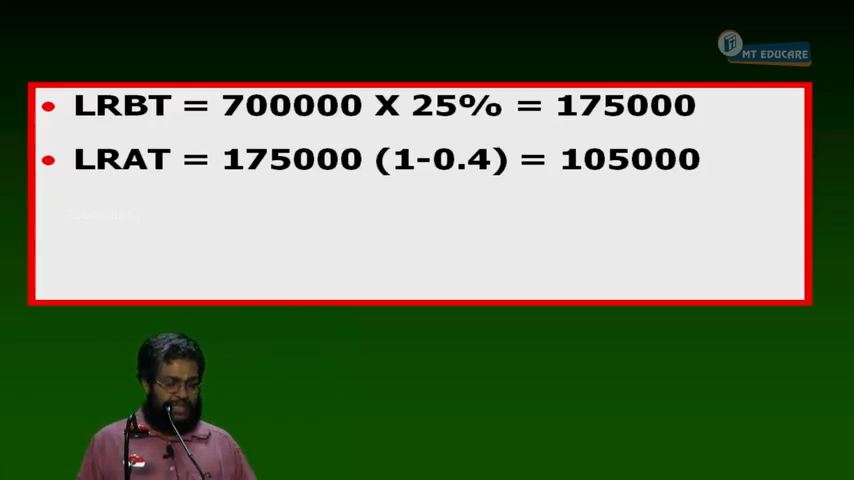 MT EDUCARE
• LRBT = 700000 X 25% = 175000
• LRAT = 175000 (1-0.4) = 105000